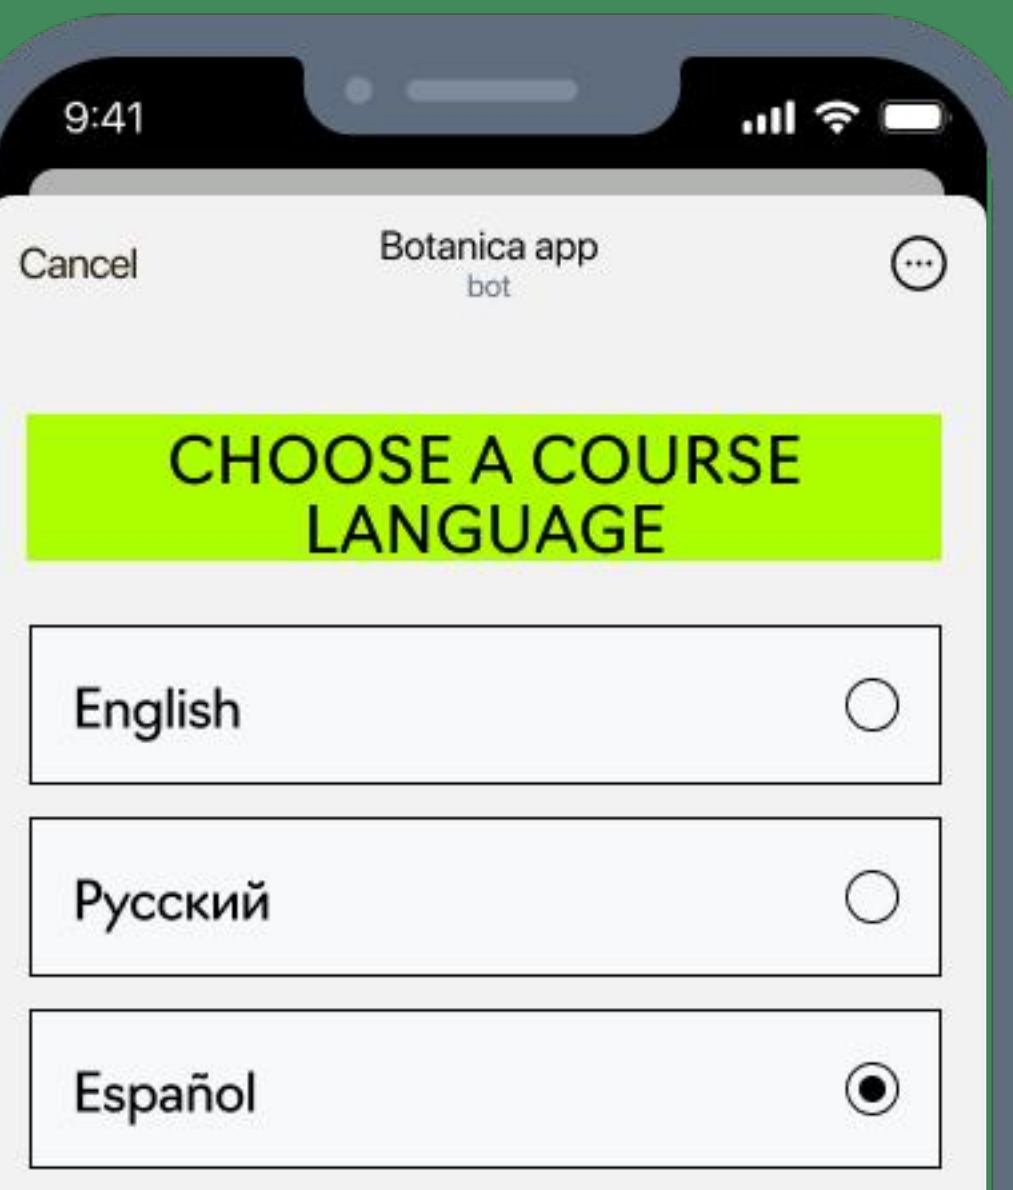 9:41
Cancel
Botanica app
bot
CHOOSE A COURSE
LANGUAGE
English
Русский
Español